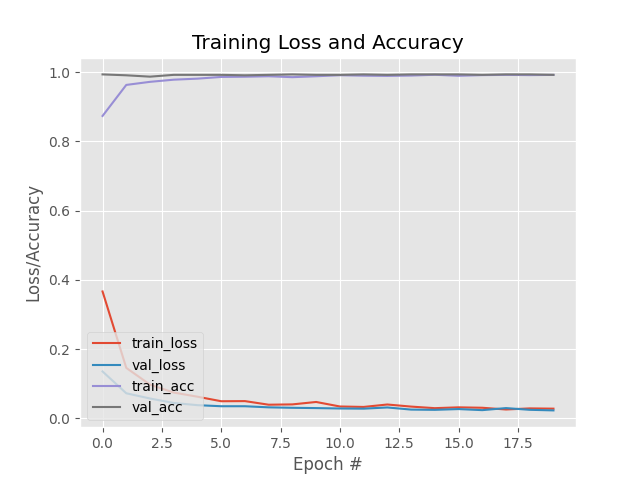 Training Loss and Accuracy
1.0
0.8
0.6
0.4
0.2
0.0
Loss/Accuracy
train_loss
val_loss
train_acc
val_acc
0.0 2.5 5.0 7.5 10.0 12.5 15.0 17.5
Epoch #